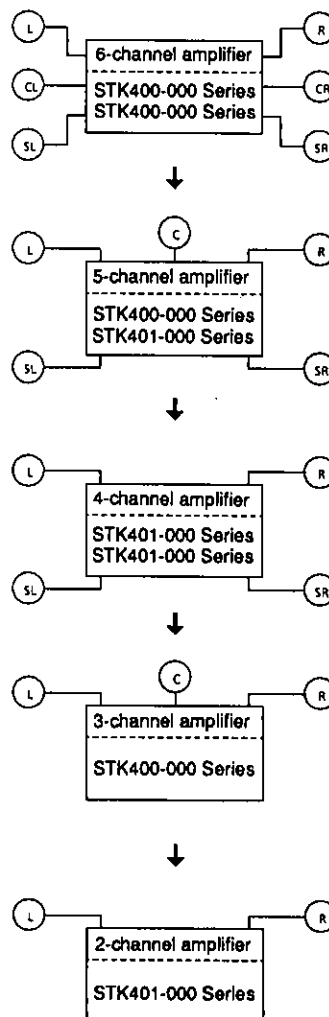 L R
6-channel amplifier
CL CR
STK400-000 Series
STK400-000 Series
SL SR
C
L R
5-channel amplifier
STK400-000 Series
STK401-000 Series
SL SR
L R
4-channel amplifier
STK401-000 Series
STK401-000 Series
SL SR
C
L R
3-channel amplifier
STK400-000 Series
L R
2-channel amplifier
STK401-000 Series